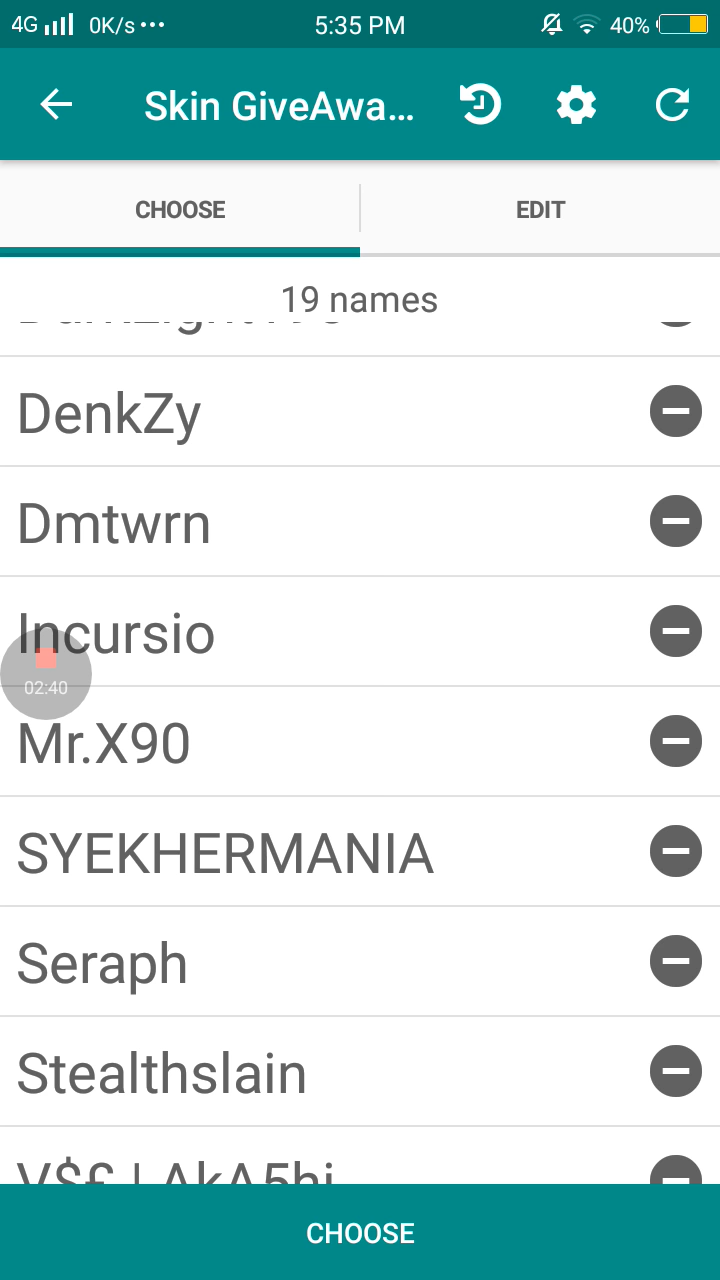 4G 0K/s ••• 5:35 PM 40%
Skin GiveAwa...
CHOOSE EDIT
19 names
DenkZy
Dmtwrn
Incursio
02:40
Mr.X90
SYEKHERMANIA
Seraph
Stealthslain
V$£ | AkA5hi
CHOOSE